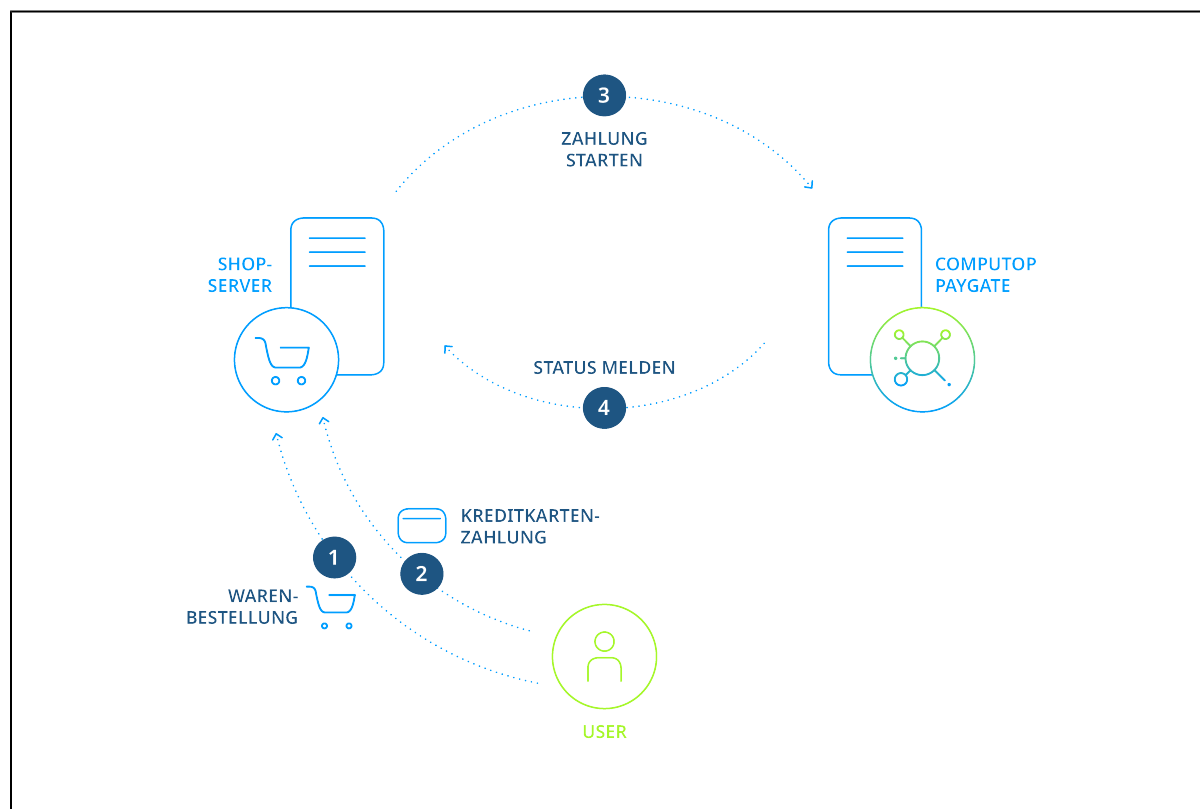 3
ZAHLUNG
STARTEN
SHOP-
SERVER
COMPUTOP
PAYGATE
STATUS MELDEN
4
KREDITKARTEN-
ZAHLUNG
1
2
WAREN-
BESTELLUNG
USER